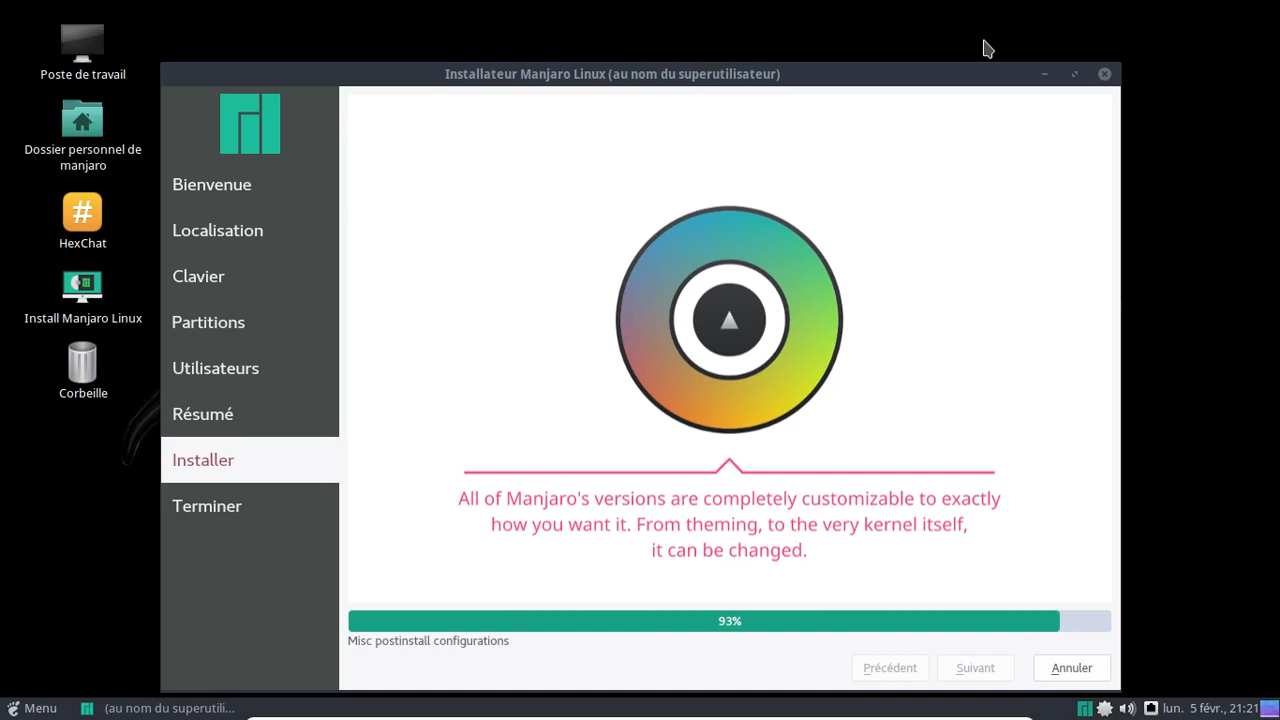 Poste de travail
Dossier personnel de
manjaro
#
HexChat
Install Manjaro Linux
Corbeille
Installateur Manjaro Linux (au nom du superutilisateur)
Bienvenue
Localisation
Clavier
Partitions
Utilisateurs
Résumé
Installer
Terminer
All of Manjaro's versions are completely customizable to exactly
how you want it. From theming, to the very kernel itself,
it can be changed.
93%
Misc postinstall configurations
Précédent
Suivant
Annuler
Menu
(au nom du superutili...
lun. 5 févr., 21:21